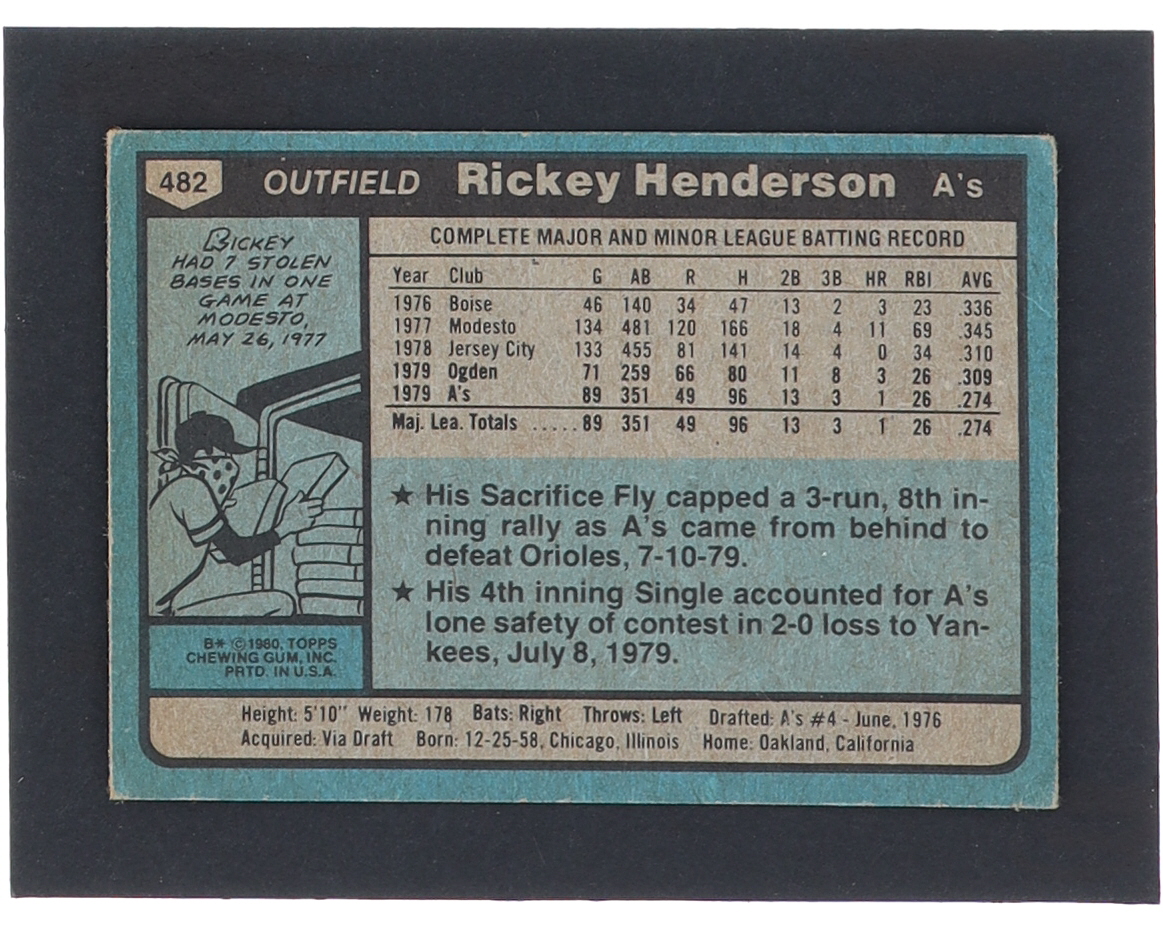 482 OUTFIELD Rickey Henderson A's
RICKEY
HAD 7 STOLEN
BASES IN ONE
GAME AT
MODESTO,
MAY 26, 1977
B* © 1980, TOPPS
CHEWING GUM, INC.
PRTD. IN U.S.A.
COMPLETE MAJOR AND MINOR LEAGUE BATTING RECORD
Year Club G AB R H 2B 3B HR RBI AVG
1976 Boise 46 140 34 47 13 2 3 23 .336
1977 Modesto 134 481 120 166 18 4 11 69 .345
1978 Jersey City 133 455 81 141 14 4 0 34 .310
1979 Ogden 71 259 66 80 11 8 3 26 .309
1979 A's 89 351 49 96 13 3 1 26 .274
Maj. Lea. Totals ..... 89 351 49 96 13 3 1 26 .274
★ His Sacrifice Fly capped a 3-run, 8th in-
ning rally as A's came from behind to
defeat Orioles, 7-10-79.
★ His 4th inning Single accounted for A's
lone safety of contest in 2-0 loss to Yan-
kees, July 8, 1979.
Height: 5'10" Weight: 178 Bats: Right Throws: Left Drafted: A's #4 - June, 1976
Acquired: Via Draft Born: 12-25-58, Chicago, Illinois Home: Oakland, California